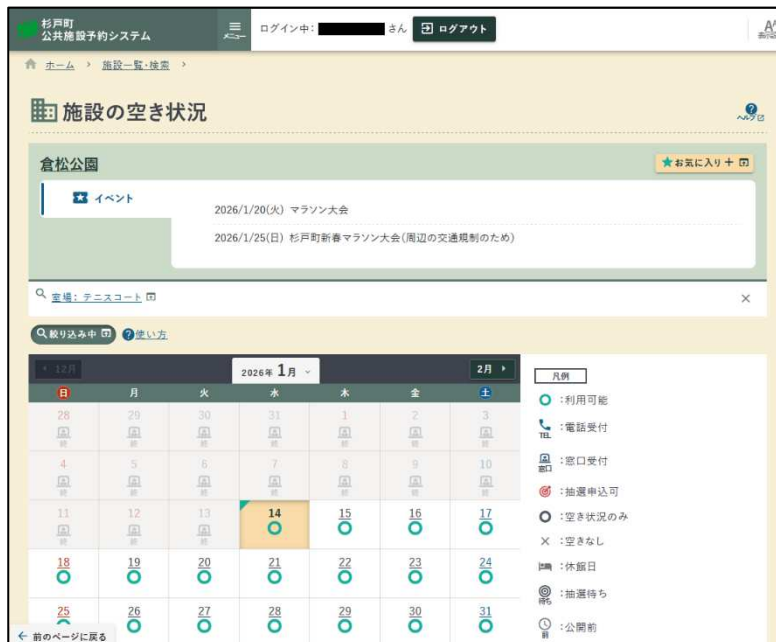 杉戸町
公共施設予約システム
メニュー
ログイン中: さん
ログアウト
ホーム > 施設一覧・検索 >
施設の空き状況
ヘルプ
倉松公園
お気に入り＋
イベント
2026/1/20(火) マラソン大会
2026/1/25(日) 杉戸町新春マラソン大会(周辺の交通規制のため)
室場: テニスコート ×
絞り込み中 使い方
12月 2026年 1月 2月
日 月 火 水 木 金 土
28 29 30 31 1 2 3
4 5 6 7 8 9 10
11 12 13 14 15 16 17
18 19 20 21 22 23 24
25 26 27 28 29 30 31
← 前のページに戻る
凡例
:利用可能
TEL :電話受付
窓口 :窓口受付
:抽選申込可
:空き状況のみ
× :空きなし
:休館日
待ち :抽選待ち
前 :公開前